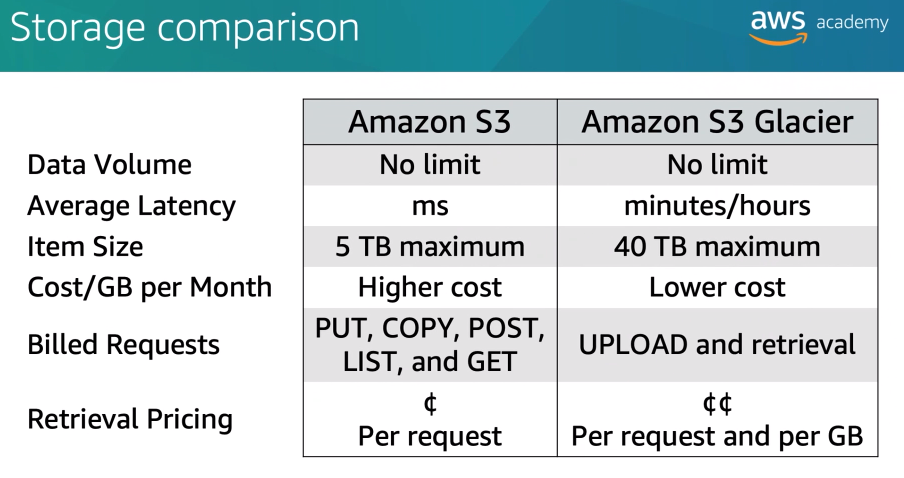 Storage comparison
aws academy
Amazon S3 Amazon S3 Glacier
Data Volume No limit No limit
Average Latency ms minutes/hours
Item Size 5 TB maximum 40 TB maximum
Cost/GB per Month Higher cost Lower cost
Billed Requests PUT, COPY, POST,
LIST, and GET UPLOAD and retrieval
Retrieval Pricing ¢ ¢¢
Per request Per request and per GB